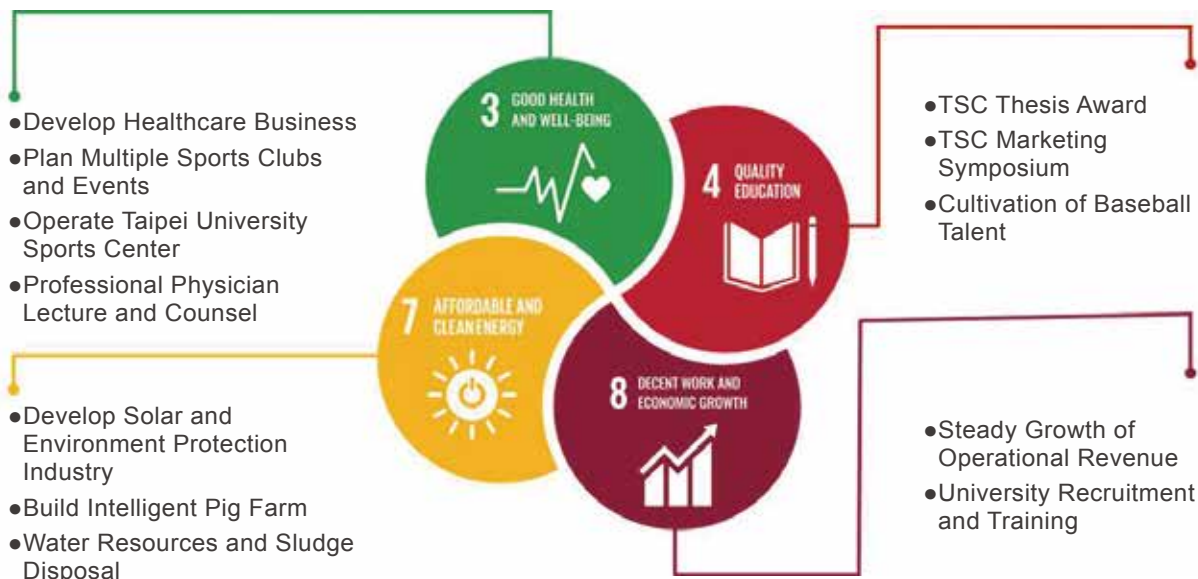 3 GOOD HEALTH
AND WELL-BEING
●Develop Healthcare Business
●Plan Multiple Sports Clubs
and Events
●Operate Taipei University
Sports Center
●Professional Physician
Lecture and Counsel
4 QUALITY
EDUCATION
●TSC Thesis Award
●TSC Marketing
Symposium
●Cultivation of Baseball
Talent
7 AFFORDABLE AND
CLEAN ENERGY
●Develop Solar and
Environment Protection
Industry
●Build Intelligent Pig Farm
●Water Resources and Sludge
Disposal
8 DECENT WORK AND
ECONOMIC GROWTH
●Steady Growth of
Operational Revenue
●University Recruitment
and Training